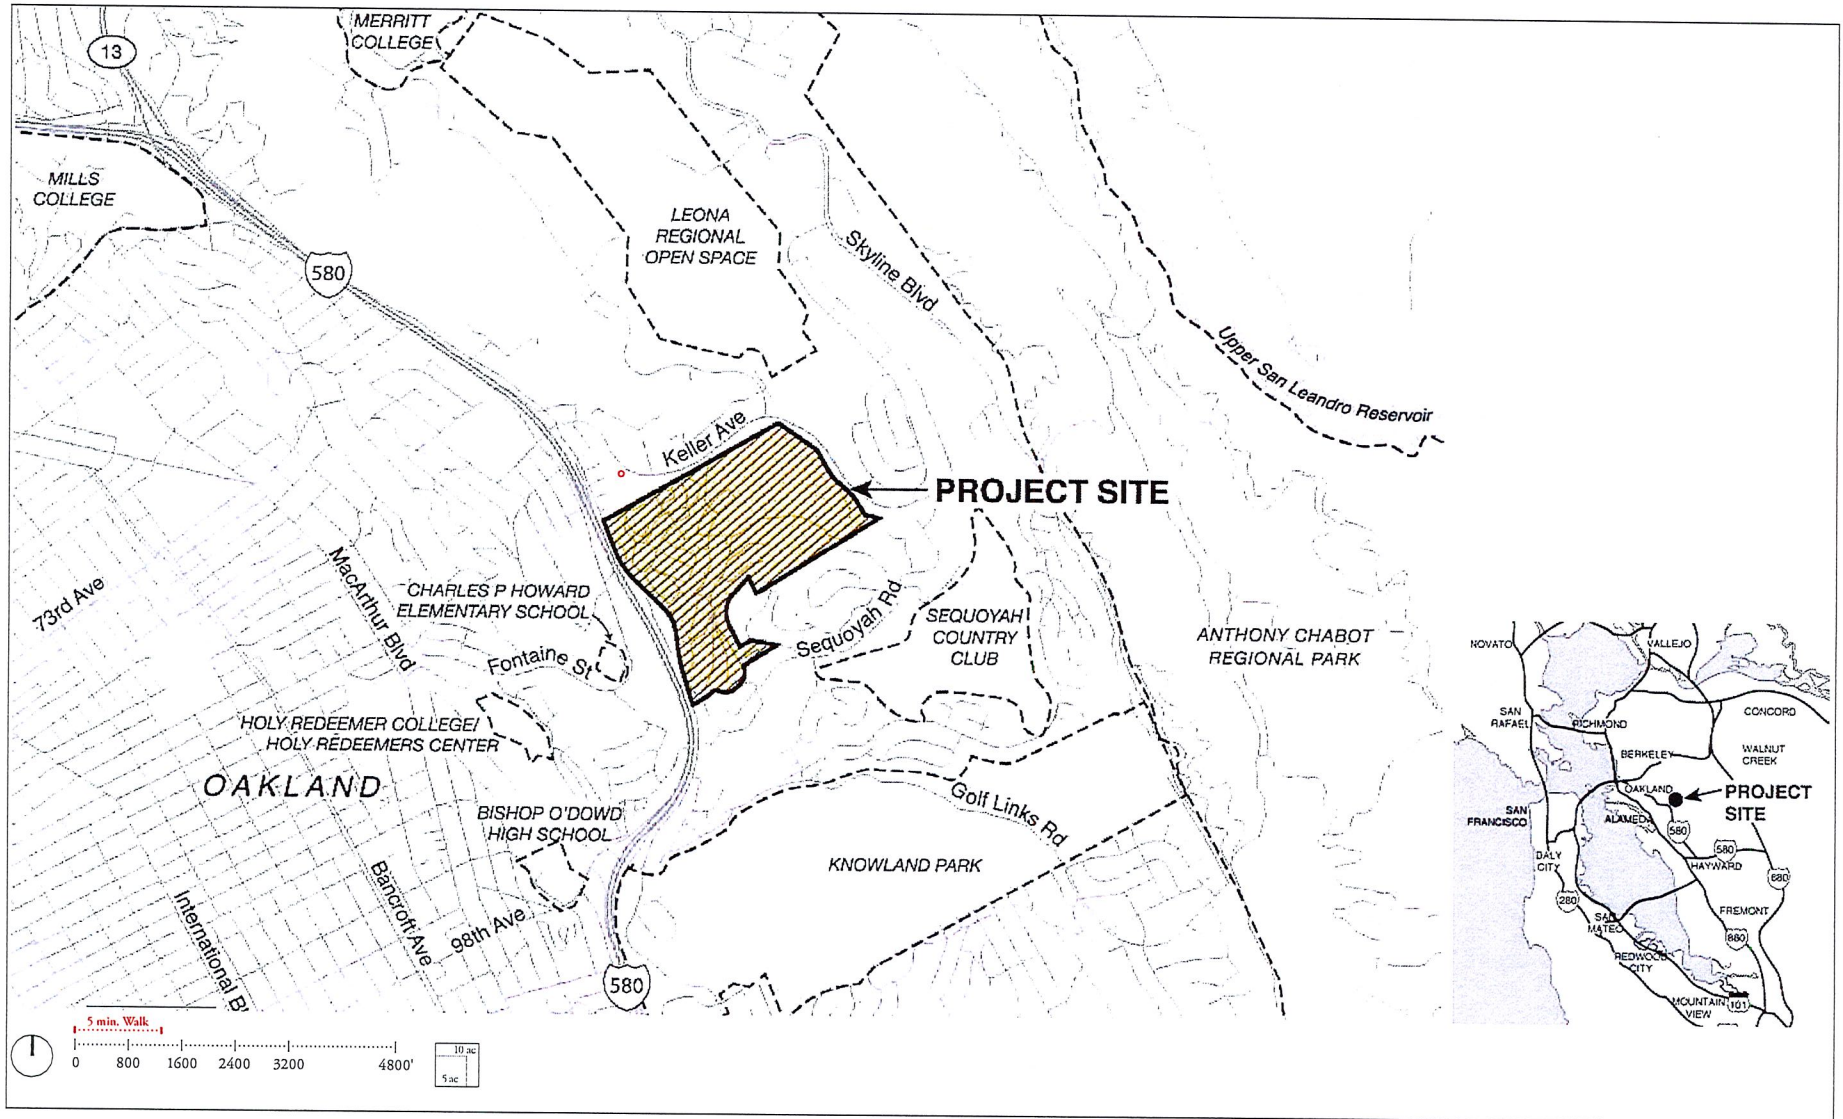 MERRITT
COLLEGE
13
MILLS
COLLEGE
580
LEONA
REGIONAL
OPEN SPACE
Skyline Blvd
Upper San Leandro Reservoir
Keller Ave
PROJECT SITE
73rd Ave
MacArthur Blvd
CHARLES P HOWARD
ELEMENTARY SCHOOL
Fontaine St
Sequoyah Rd
SEQUOYAH
COUNTRY
CLUB
ANTHONY CHABOT
REGIONAL PARK
HOLY REDEEMER COLLEGE/
HOLY REDEEMERS CENTER
OAKLAND
BISHOP O'DOWD
HIGH SCHOOL
Golf Links Rd
KNOWLAND PARK
Bancroft Ave
98th Ave
International B
580
NOVATO
VALLEJO
SAN
RAFAEL
RICHMOND
CONCORD
BERKELEY
WALNUT
CREEK
OAKLAND
PROJECT
SITE
SAN
FRANCISCO
ALAMEDA
580
DALY
CITY
580
HAYWARD
680
280
SAN
MATEO
FREMONT
880
REDWOOD
CITY
MOUNTAIN
VIEW
101
5 min. Walk
0 800 1600 2400 3200 4800'
10 ac
5 ac